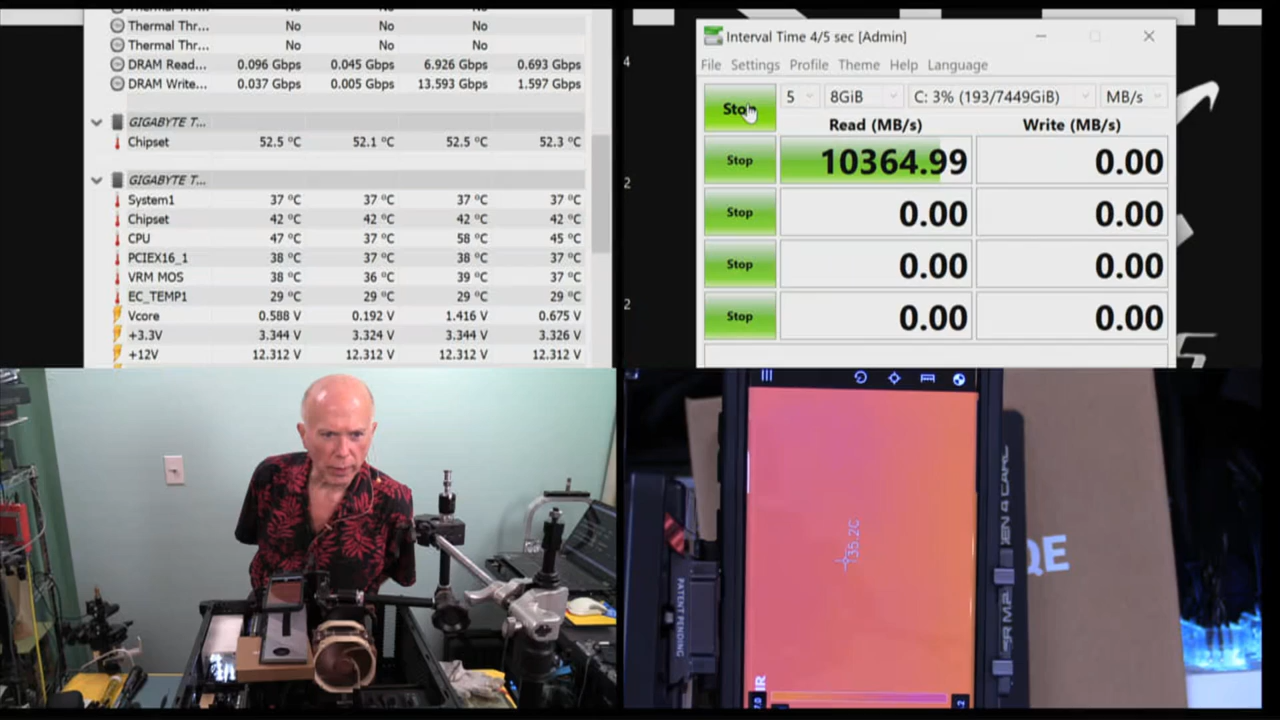 Thermal Thr... No No No
Thermal Thr... No No No
DRAM Read... 0.096 Gbps 0.045 Gbps 6.926 Gbps 0.693 Gbps
DRAM Write... 0.037 Gbps 0.041 Gbps 13.593 Gbps 1.597 Gbps
GIGABYTE T...
Chipset 52.5 °C 52.1 °C 52.5 °C 52.3 °C
GIGABYTE T...
System1 37 °C 37 °C 37 °C 37 °C
Chipset 42 °C 42 °C 42 °C 42 °C
CPU 47 °C 37 °C 58 °C 45 °C
PCIEX16_1 38 °C 37 °C 38 °C 37 °C
VRM MOS 38 °C 36 °C 39 °C 37 °C
EC_TEMP1 29 °C 29 °C 29 °C 29 °C
Vcore 0.588 V 0.192 V 1.416 V 0.675 V
+3.3V 3.344 V 3.324 V 3.344 V 3.326 V
+12V 12.312 V 12.312 V 12.312 V 12.312 V
4
2
2
Interval Time 4/5 sec [Admin]
File Settings Profile Theme Help Language
Stop 5 8GiB C: 3% (193/7449GiB) MB/s
Read (MB/s) Write (MB/s)
Stop 10364.99 0.00
Stop 0.00 0.00
Stop 0.00 0.00
Stop 0.00 0.00
35.2C
PATENT PENDING
IR
QE